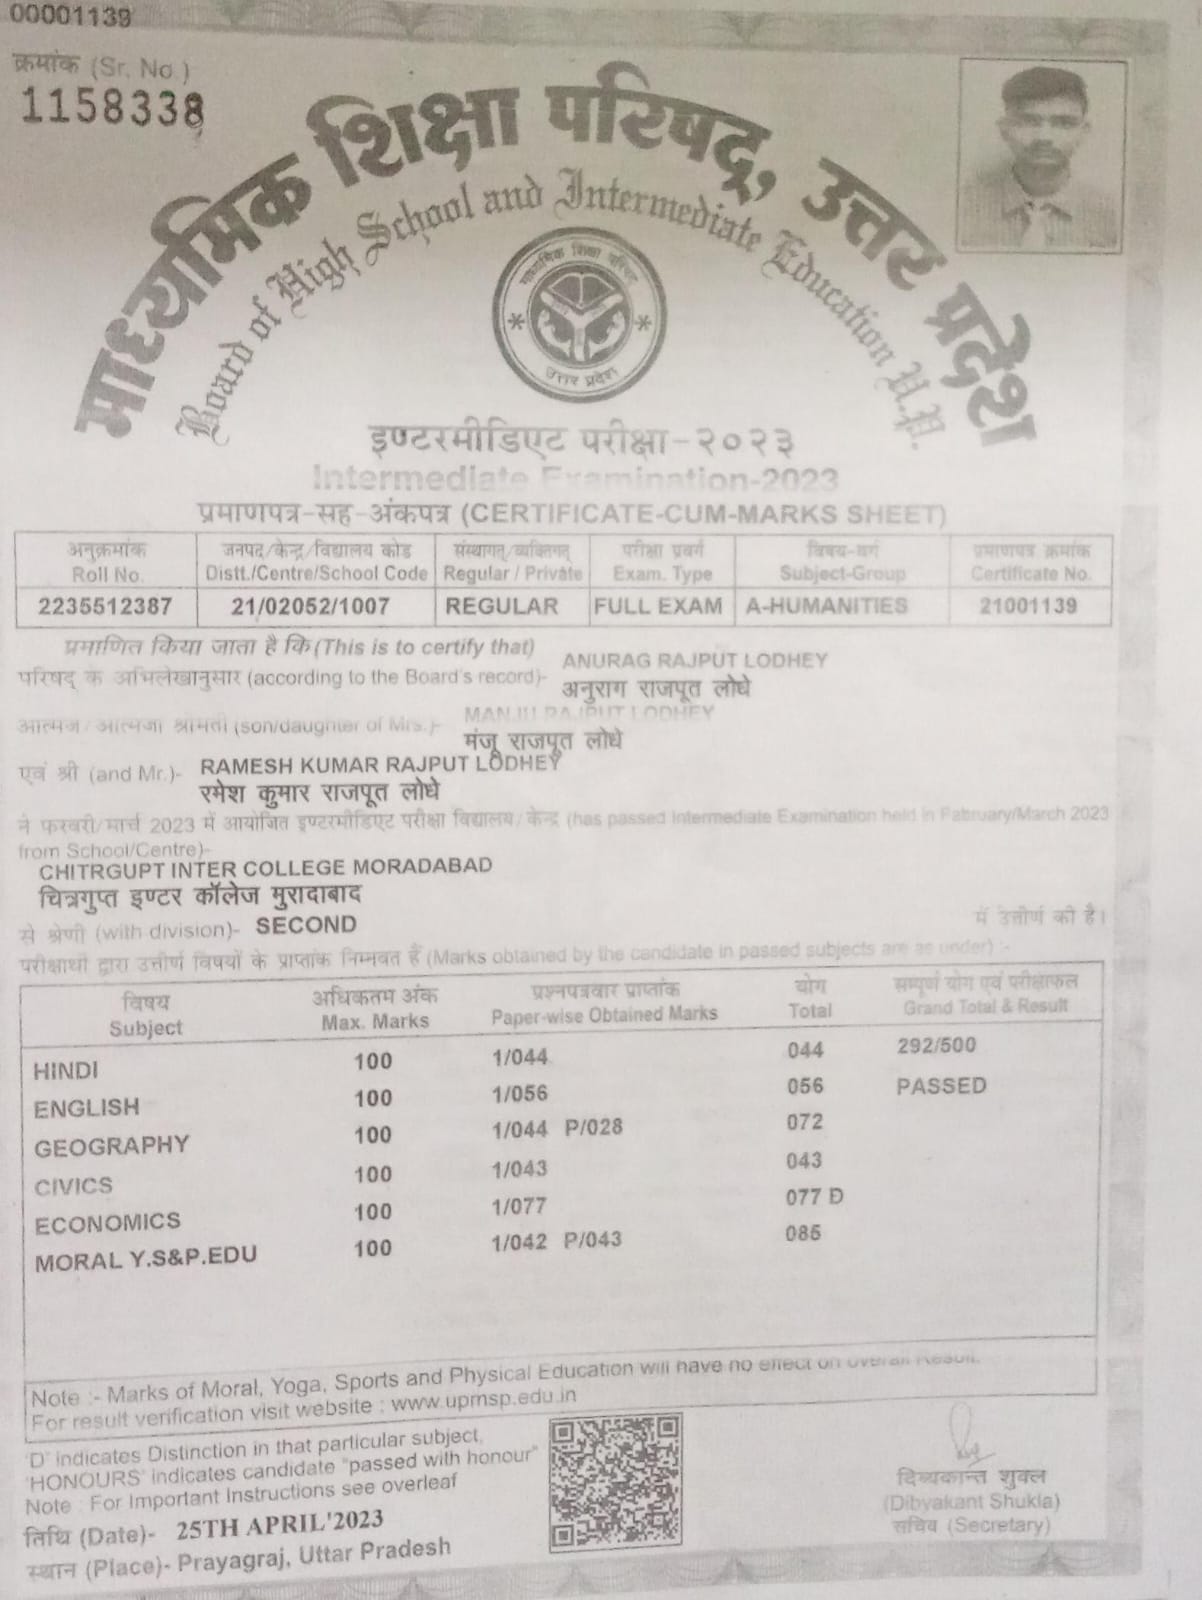 00001139
क्रमांक (Sr. No.)
1158338
माध्यमिक शिक्षा परिषद्, उत्तर प्रदेश
Board of High School and Intermediate Education U.P.
माध्यमिक शिक्षा परिषद
उत्तर प्रदेश
इण्टरमीडिएट परीक्षा-२०२३
Intermediate Examination-2023
प्रमाणपत्र-सह-अंकपत्र (CERTIFICATE-CUM-MARKS SHEET)
अनुक्रमांक जनपद/केन्द्र/विद्यालय कोड संस्थागत/व्यक्तिगत परीक्षा प्रवर्ग विषय-वर्ग प्रमाणपत्र क्रमांक
Roll No. Distt./Centre/School Code Regular / Private Exam. Type Subject-Group Certificate No.
2235512387 21/02052/1007 REGULAR FULL EXAM A-HUMANITIES 21001139
प्रमाणित किया जाता है कि (This is to certify that)
ANURAG RAJPUT LODHEY
परिषद् के अभिलेखानुसार (according to the Board's record)- अनुराग राजपूत लोधे
MANJU RAJPUT LODHEY
आत्मज/आत्मजा श्रीमती (son/daughter of Mrs.)- मंजू राजपूत लोधे
एवं श्री (and Mr.)- RAMESH KUMAR RAJPUT LODHEY
रमेश कुमार राजपूत लोधे
ने फरवरी/मार्च 2023 में आयोजित इण्टरमीडिएट परीक्षा विद्यालय/केन्द्र (has passed Intermediate Examination held in Fabruary/March 2023
from School/Centre)-
CHITRGUPT INTER COLLEGE MORADABAD
चित्रगुप्त इण्टर कॉलेज मुरादाबाद
से श्रेणी (with division)- SECOND में उत्तीर्ण की है।
परीक्षार्थी द्वारा उत्तीर्ण विषयों के प्राप्तांक निम्नवत हैं (Marks obtained by the candidate in passed subjects are as under) :-
विषय अधिकतम अंक प्रश्नपत्रवार प्राप्तांक योग सम्पूर्ण योग एवं परीक्षाफल
Subject Max. Marks Paper-wise Obtained Marks Total Grand Total & Result
HINDI 100 1/044 044 292/500
ENGLISH 100 1/056 056 PASSED
GEOGRAPHY 100 1/044 P/028 072
CIVICS 100 1/043 043
ECONOMICS 100 1/077 077 D
MORAL Y.S&P.EDU 100 1/042 P/043 085
Note :- Marks of Moral, Yoga, Sports and Physical Education will have no effect on overall Result.
For result verification visit website : www.upmsp.edu.in
'D' indicates Distinction in that particular subject,
'HONOURS' indicates candidate "passed with honour"
Note : For Important Instructions see overleaf
तिथि (Date)- 25TH APRIL'2023
स्थान (Place)- Prayagraj, Uttar Pradesh
दिव्यकान्त शुक्ल
(Dibyakant Shukla)
सचिव (Secretary)